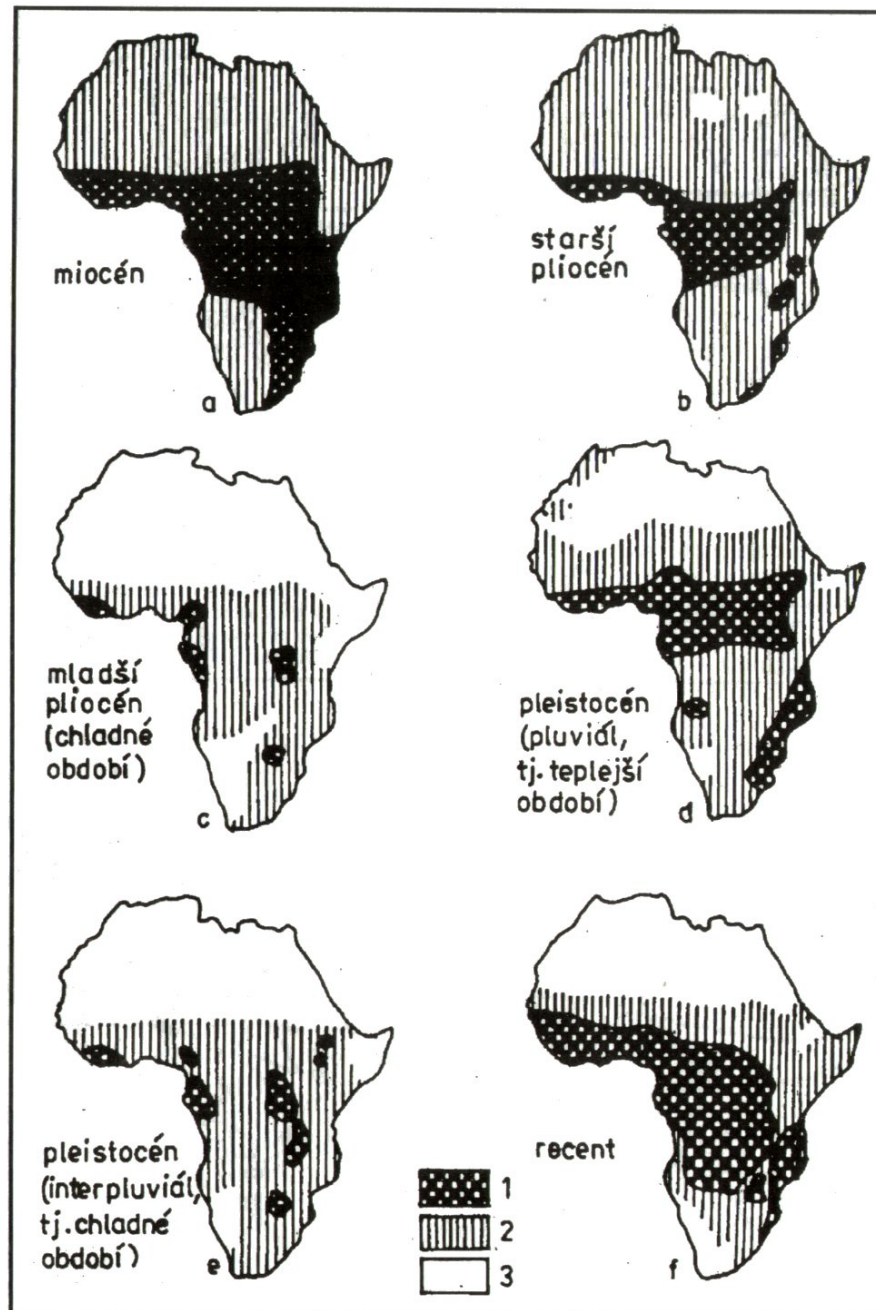 miocén
a
starší
pliocén
b
mladší
pliocén
(chladné
období)
c
pleistocén
(pluviál,
tj. teplejší
období)
d
pleistocén
(interpluviál,
tj. chladné
období)
e
recent
f
1
2
3